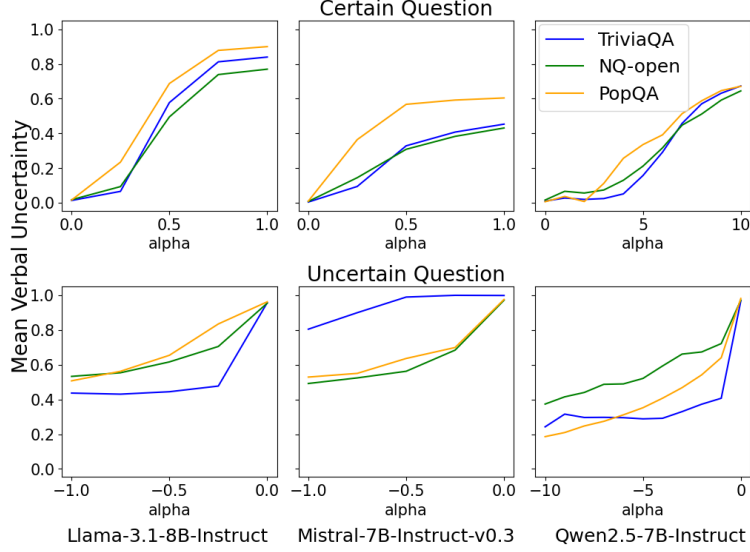 Certain Question
Mean Verbal Uncertainty
1.0
0.8
0.6
0.4
0.2
0.0
0.0 0.5 1.0
alpha
0.0 0.5 1.0
alpha
TriviaQA
NQ-open
PopQA
0 5 10
alpha
Uncertain Question
1.0
0.8
0.6
0.4
0.2
0.0
−1.0 −0.5 0.0
alpha
−1.0 −0.5 0.0
alpha
−10 −5 0
alpha
Llama-3.1-8B-Instruct Mistral-7B-Instruct-v0.3 Qwen2.5-7B-Instruct